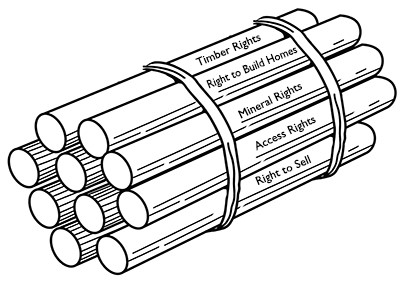 Timber Rights
Right to Build Homes
Mineral Rights
Access Rights
Right to Sell